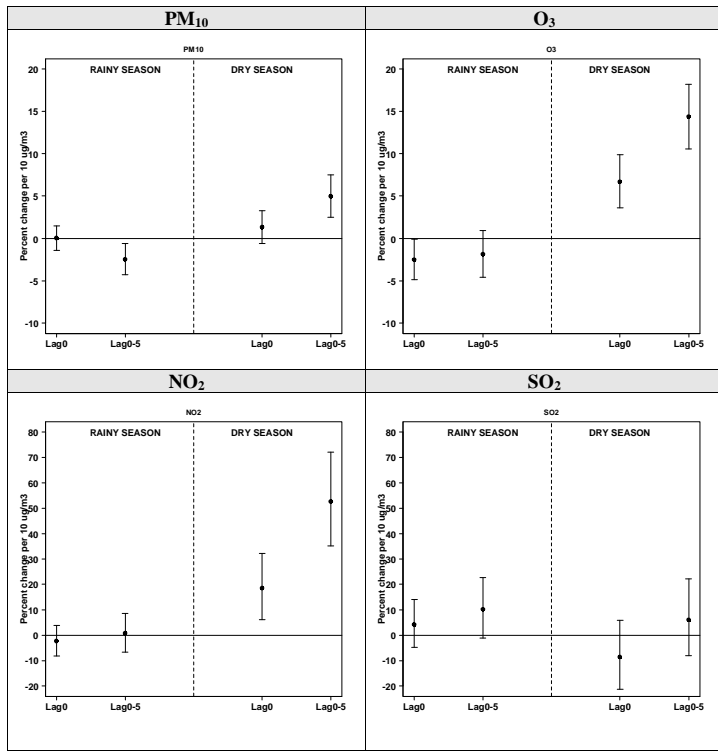 PM₁₀
PM10
RAINY SEASON DRY SEASON
Percent change per 10 ug/m3
20
15
10
5
0
-5
-10
Lag0 Lag0-5 Lag0 Lag0-5
O₃
O3
RAINY SEASON DRY SEASON
Percent change per 10 ug/m3
20
15
10
5
0
-5
-10
Lag0 Lag0-5 Lag0 Lag0-5
NO₂
NO2
RAINY SEASON DRY SEASON
Percent change per 10 ug/m3
80
70
60
50
40
30
20
10
0
-10
-20
Lag0 Lag0-5 Lag0 Lag0-5
SO₂
SO2
RAINY SEASON DRY SEASON
Percent change per 10 ug/m3
80
70
60
50
40
30
20
10
0
-10
-20
Lag0 Lag0-5 Lag0 Lag0-5